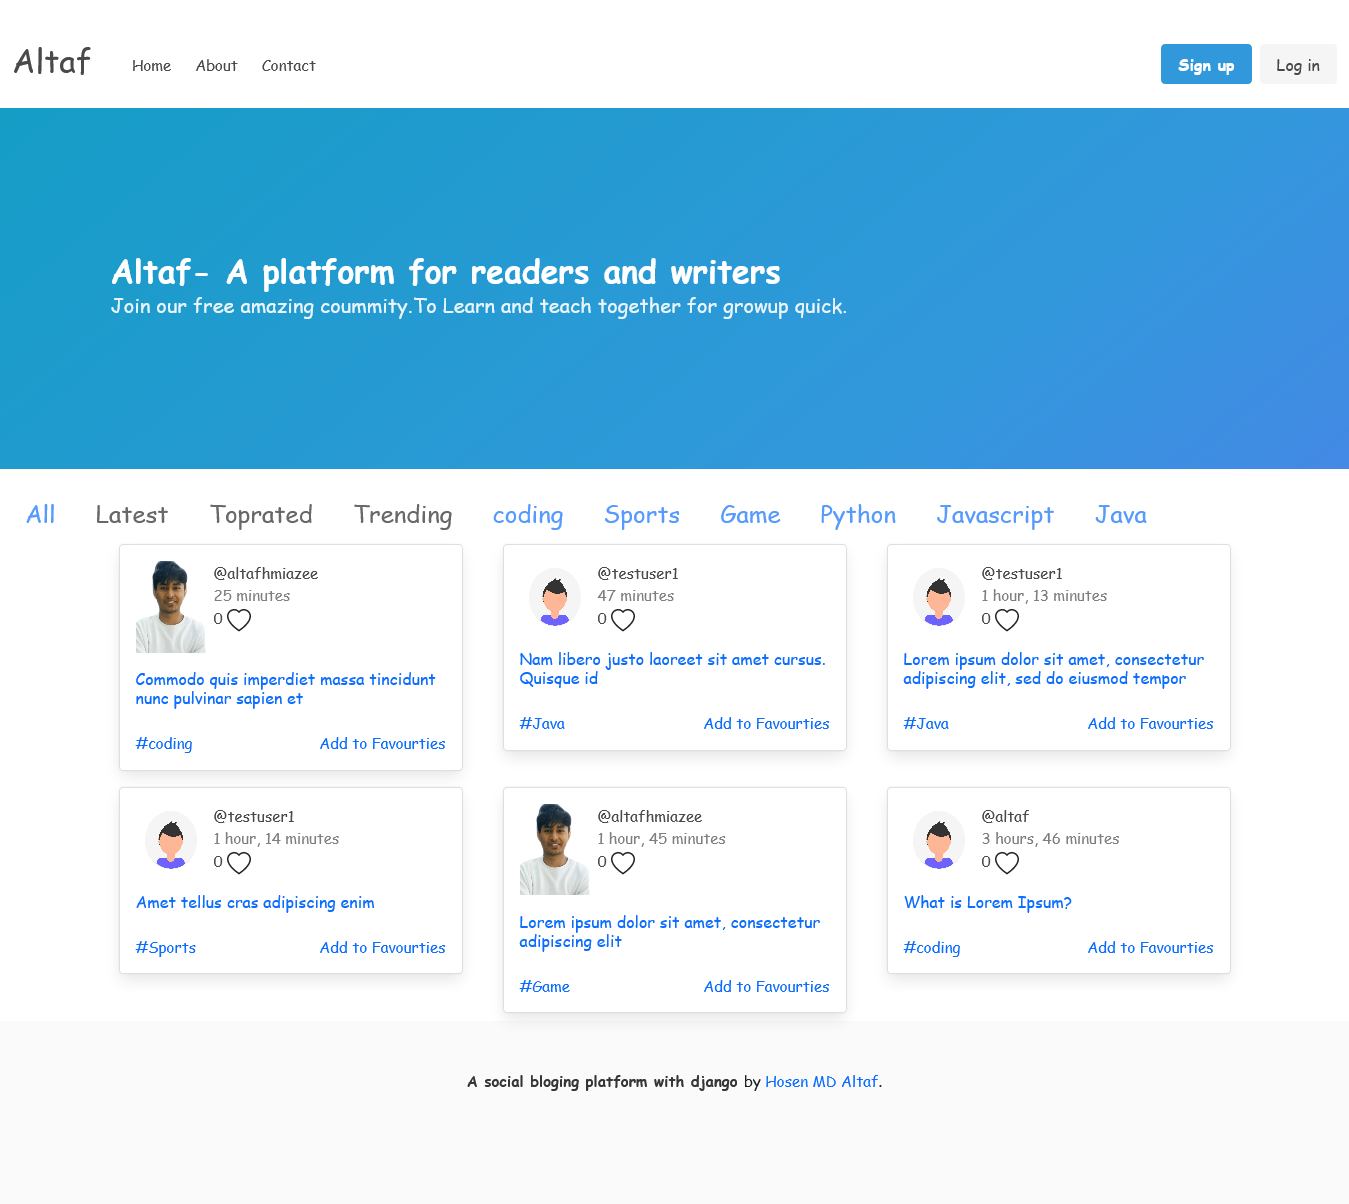 Altaf Home About Contact Sign up Log in
Altaf- A platform for readers and writers
Join our free amazing coummity.To Learn and teach together for growup quick.
All Latest Toprated Trending coding Sports Game Python Javascript Java
@altafhmiazee
25 minutes
0
Commodo quis imperdiet massa tincidunt
nunc pulvinar sapien et
#coding Add to Favourties
@testuser1
47 minutes
0
Nam libero justo laoreet sit amet cursus.
Quisque id
#Java Add to Favourties
@testuser1
1 hour, 13 minutes
0
Lorem ipsum dolor sit amet, consectetur
adipiscing elit, sed do eiusmod tempor
#Java Add to Favourties
@testuser1
1 hour, 14 minutes
0
Amet tellus cras adipiscing enim
#Sports Add to Favourties
@altafhmiazee
1 hour, 45 minutes
0
Lorem ipsum dolor sit amet, consectetur
adipiscing elit
#Game Add to Favourties
@altaf
3 hours, 46 minutes
0
What is Lorem Ipsum?
#coding Add to Favourties
A social bloging platform with django by Hosen MD Altaf.